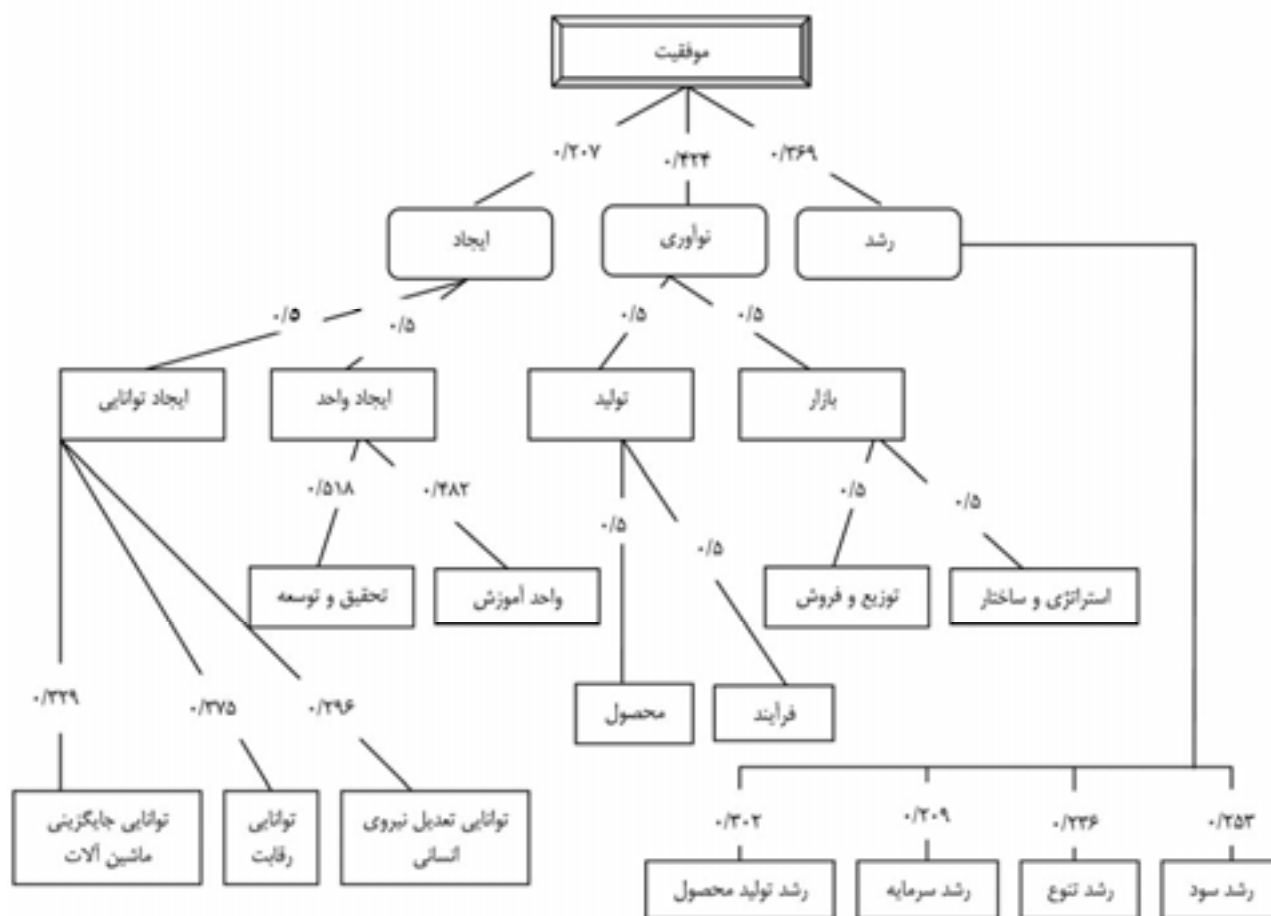 موفقیت
۰/۳۶۹
۰/۴۲۴
۰/۲۰۷
رشد
نوآوری
ایجاد
۰/۵
۰/۵
۰/۵
۰/۵
بازار
تولید
ایجاد واحد
ایجاد توانایی
۰/۵
۰/۵
۰/۵
۰/۵
۰/۴۸۲
۰/۵۱۸
استراتژی و ساختار
توزیع و فروش
واحد آموزش
تحقیق و توسعه
فرآیند
محصول
۰/۲۹۶
۰/۳۷۵
۰/۳۲۹
توانایی تعدیل نیروی
انسانی
توانایی
رقابت
توانایی جایگزینی
ماشین آلات
۰/۲۵۳
۰/۲۳۶
۰/۲۰۹
۰/۳۰۲
رشد سود
رشد تنوع
رشد سرمایه
رشد تولید محصول